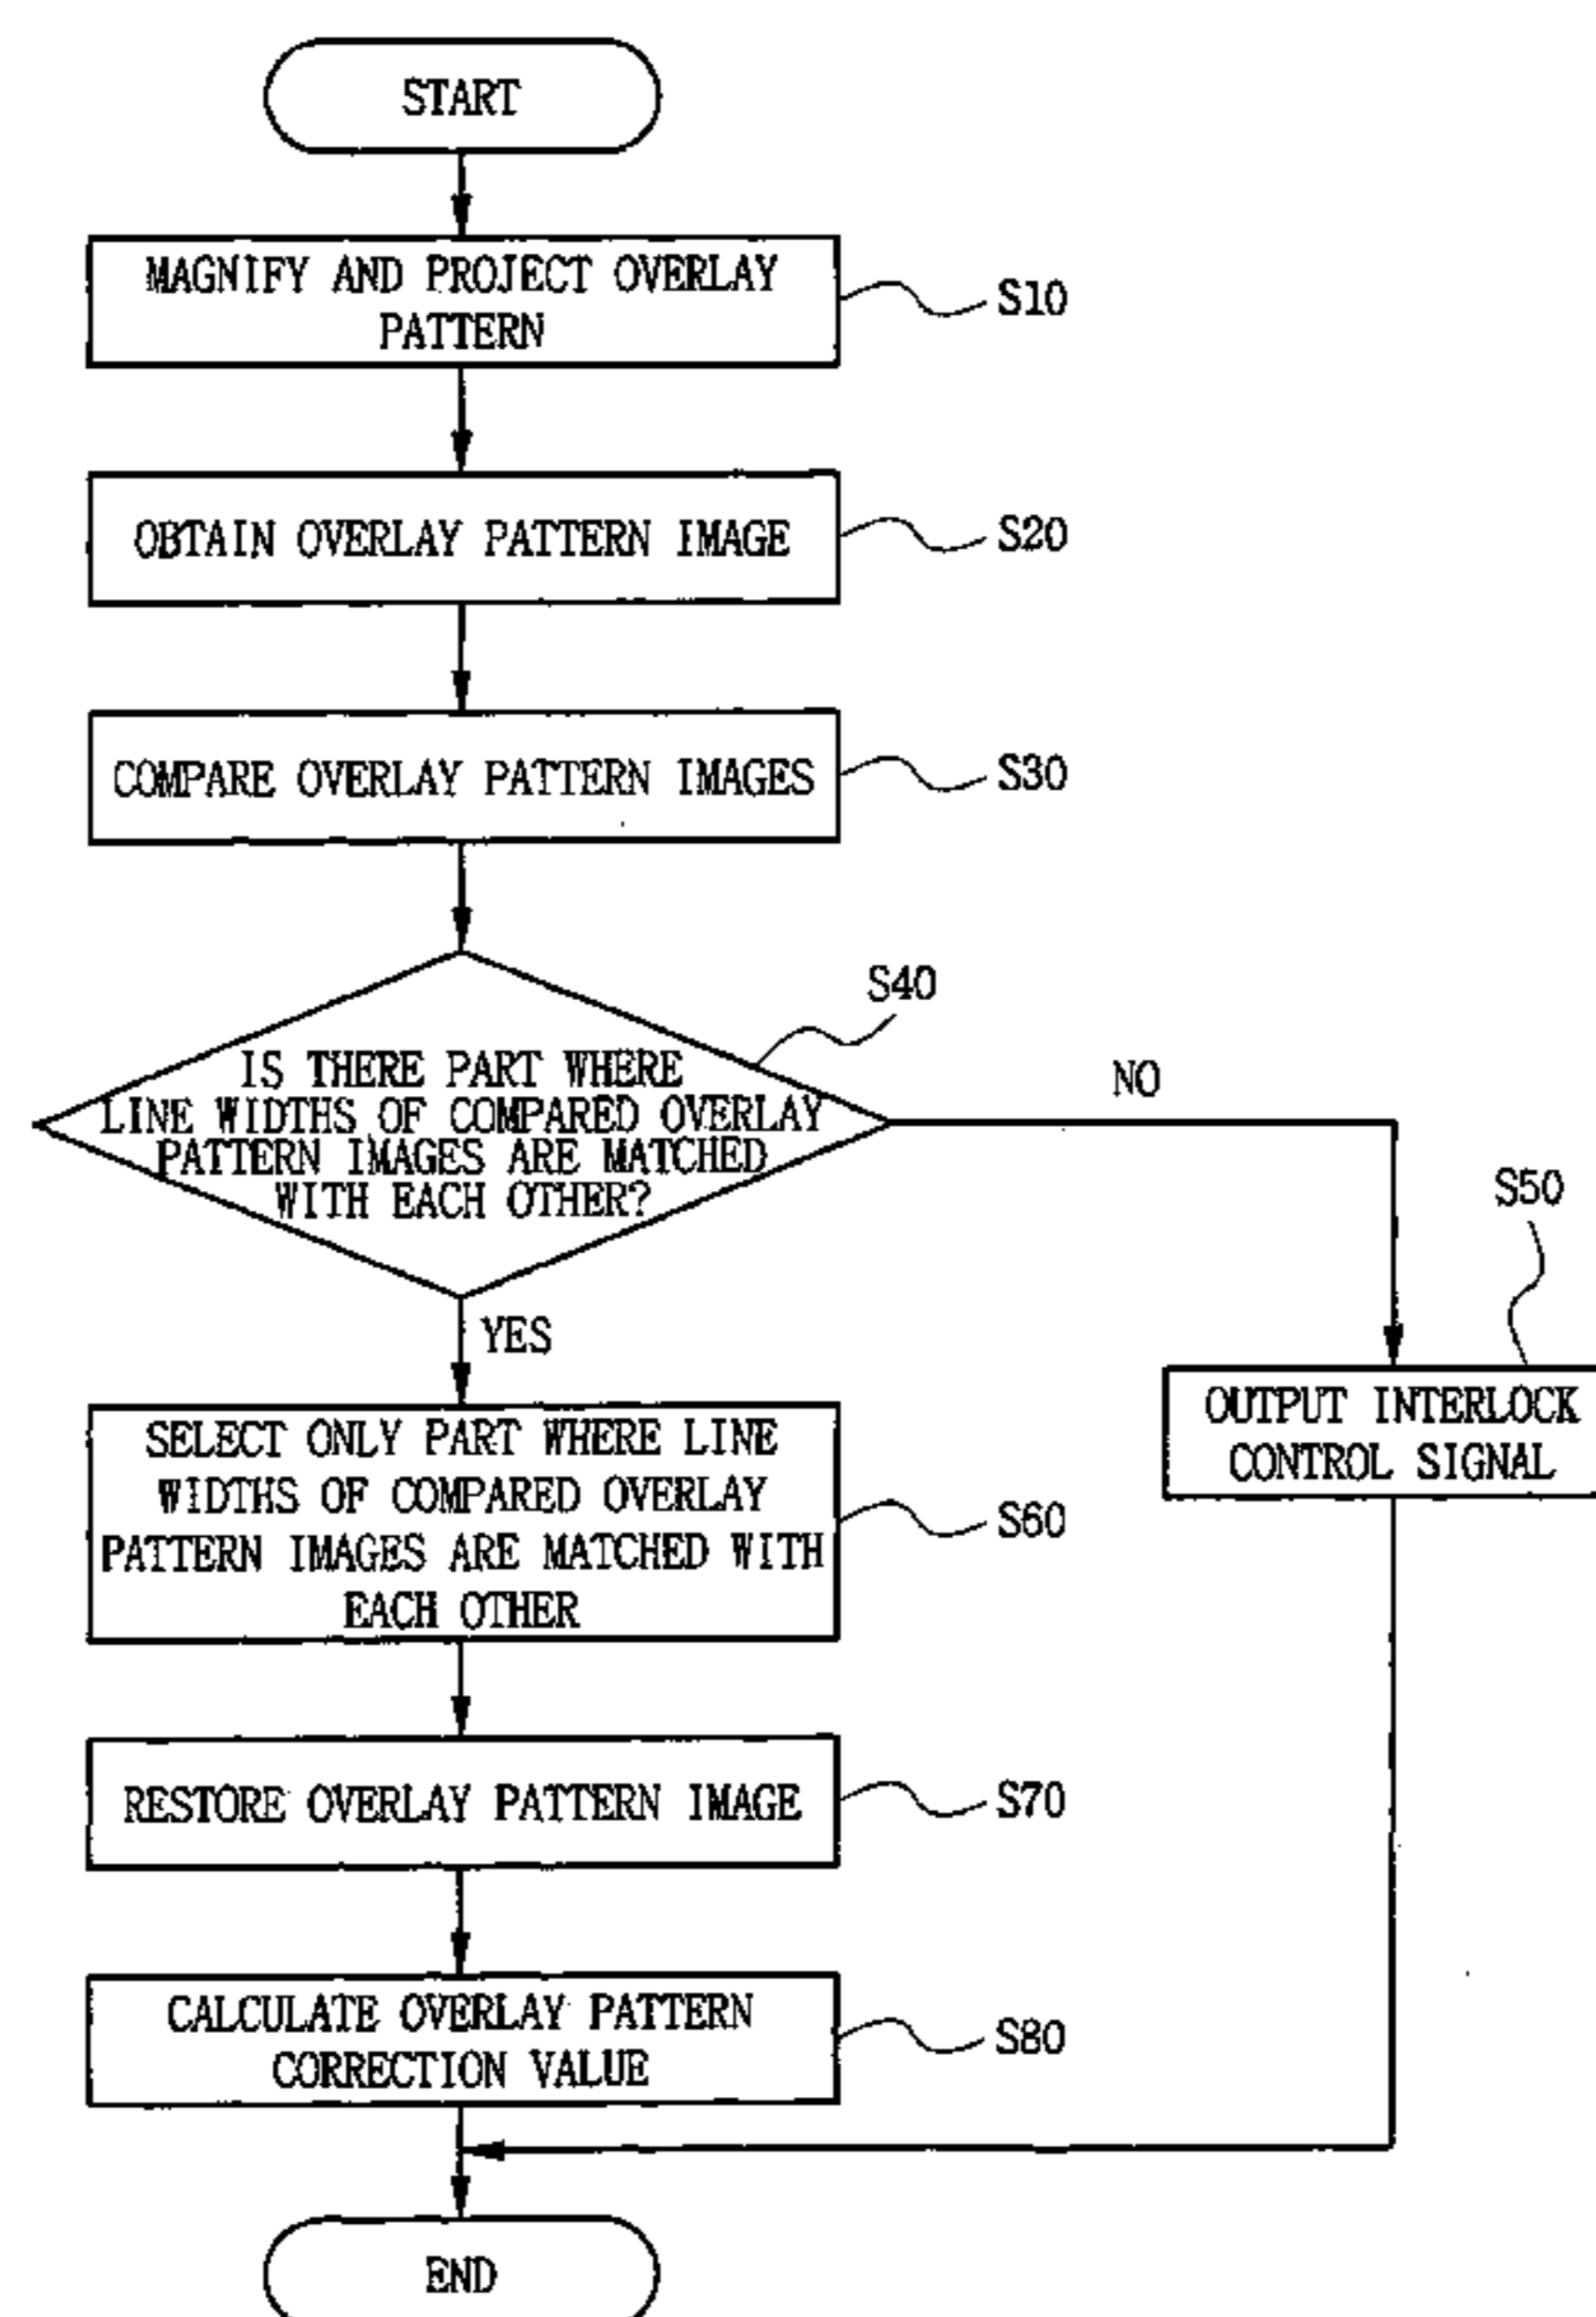 START
MAGNIFY AND PROJECT OVERLAY
PATTERN
S10
OBTAIN OVERLAY PATTERN IMAGE
S20
COMPARE OVERLAY PATTERN IMAGES
S30
S40
IS THERE PART WHERE
LINE WIDTHS OF COMPARED OVERLAY
PATTERN IMAGES ARE MATCHED
WITH EACH OTHER?
NO
S50
OUTPUT INTERLOCK
CONTROL SIGNAL
YES
SELECT ONLY PART WHERE LINE
WIDTHS OF COMPARED OVERLAY
PATTERN IMAGES ARE MATCHED WITH
EACH OTHER
S60
RESTORE OVERLAY PATTERN IMAGE
S70
CALCULATE OVERLAY PATTERN
CORRECTION VALUE
S80
END